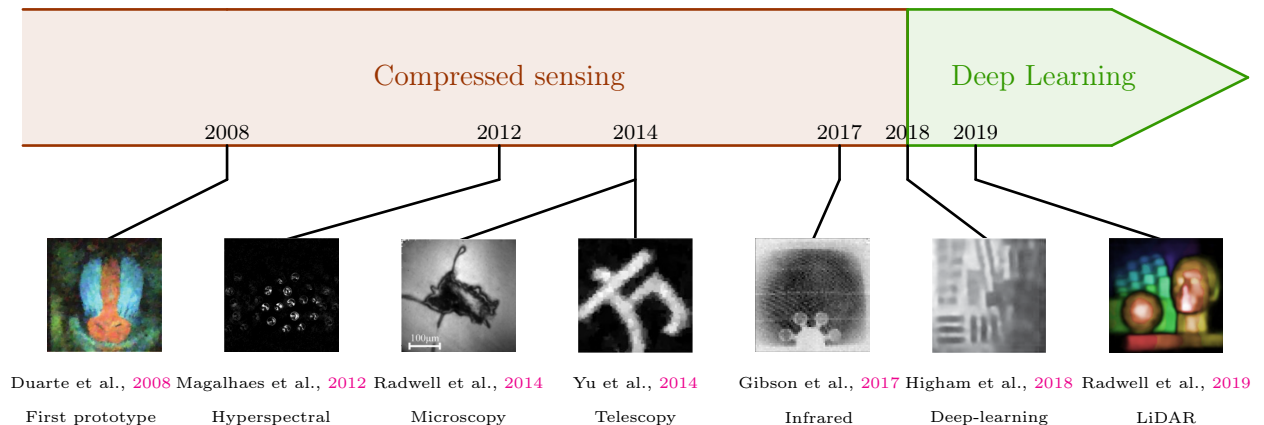 Compressed sensing
Deep Learning
2008 2012 2014 2017 2018 2019
100μm
Duarte et al., 2008 Magalhaes et al., 2012 Radwell et al., 2014 Yu et al., 2014 Gibson et al., 2017 Higham et al., 2018 Radwell et al., 2019
First prototype Hyperspectral Microscopy Telescopy Infrared Deep-learning LiDAR